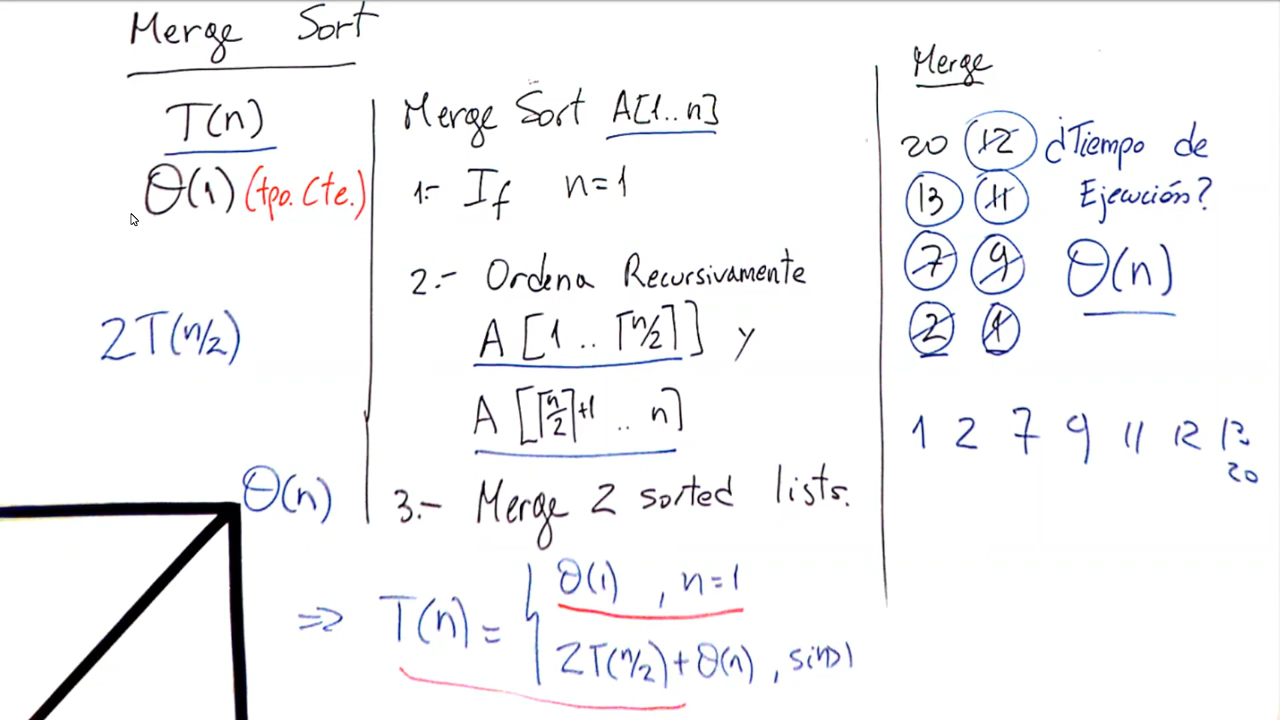 Merge Sort
T(n)
Θ(1) (tpo. Cte.)
2T(n/2)
Θ(n)
Merge Sort A[1..n]
1.- If n=1
2.- Ordena Recursivamente
A[1 .. ⌈n/2⌉] y
A[⌈n/2⌉+1 .. n]
3.- Merge 2 sorted lists.
⇒ T(n) = { Θ(1) , n=1
2T(n/2) + Θ(n) , si n>1
Merge
20 12 ¿Tiempo de
13 11 Ejecución?
7 9 Θ(n)
2 1
1 2 7 9 11 12 13
20